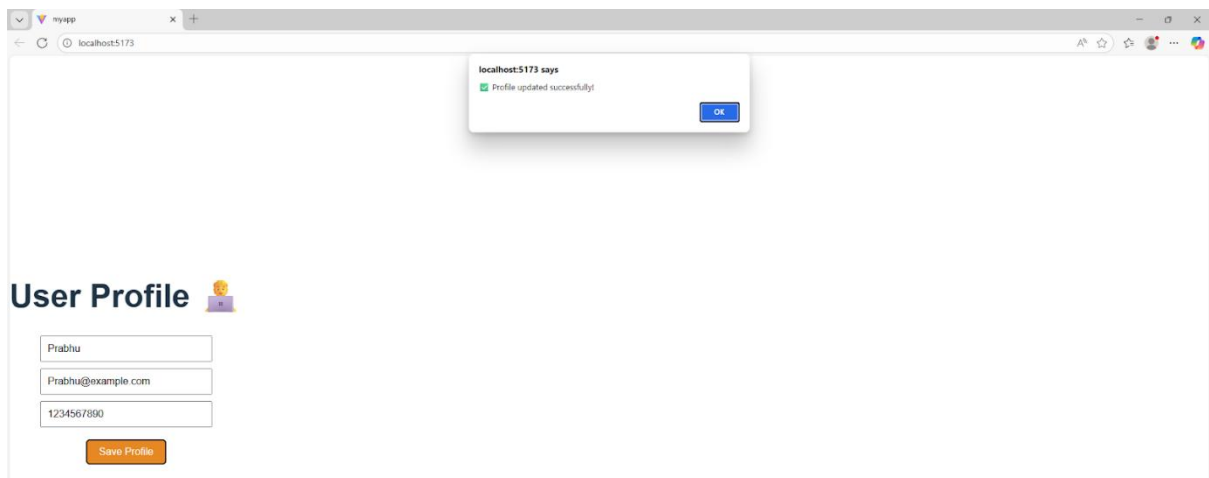 myapp
localhost:5173
localhost:5173 says
Profile updated successfully!
OK
User Profile
Prabhu
Prabhu@example.com
1234567890
Save Profile